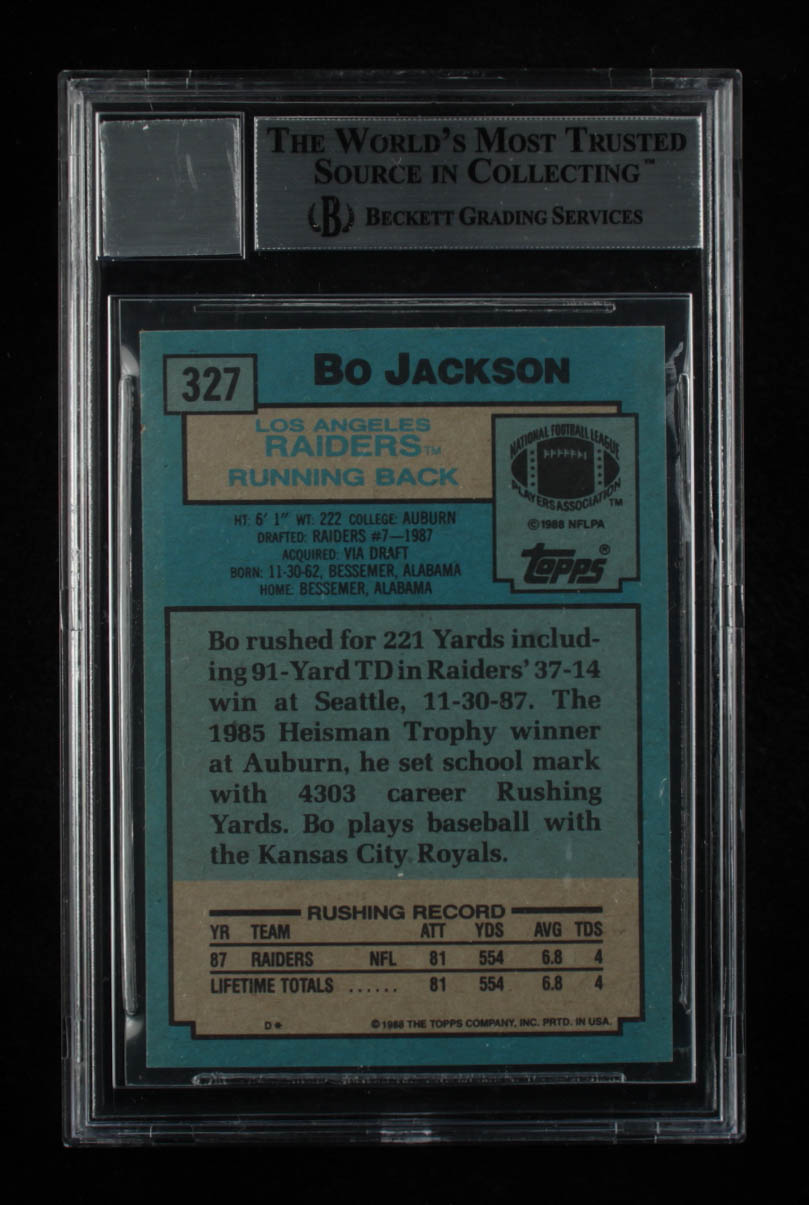 THE WORLD'S MOST TRUSTED
SOURCE IN COLLECTING™
B BECKETT GRADING SERVICES
327
BO JACKSON
LOS ANGELES
RAIDERS™
RUNNING BACK
NATIONAL FOOTBALL LEAGUE
PLAYERS ASSOCIATION™
©1988 NFLPA
topps®
HT: 6' 1" WT: 222 COLLEGE: AUBURN
DRAFTED: RAIDERS #7—1987
ACQUIRED: VIA DRAFT
BORN: 11-30-62, BESSEMER, ALABAMA
HOME: BESSEMER, ALABAMA
Bo rushed for 221 Yards includ-
ing 91-Yard TD in Raiders' 37-14
win at Seattle, 11-30-87. The
1985 Heisman Trophy winner
at Auburn, he set school mark
with 4303 career Rushing
Yards. Bo plays baseball with
the Kansas City Royals.
RUSHING RECORD
YR TEAM ATT YDS AVG TDS
87 RAIDERS NFL 81 554 6.8 4
LIFETIME TOTALS ...... 81 554 6.8 4
D* ©1988 THE TOPPS COMPANY, INC. PRTD. IN USA.